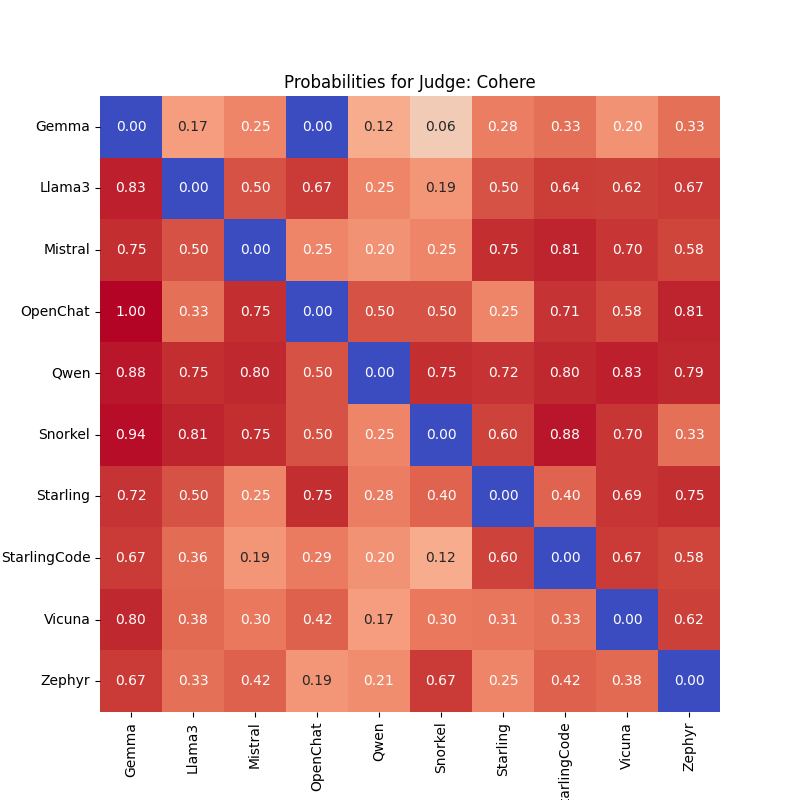 Probabilities for Judge: Cohere
Gemma 0.00 0.17 0.25 0.00 0.12 0.06 0.28 0.33 0.20 0.33
Llama3 0.83 0.00 0.50 0.67 0.25 0.19 0.50 0.64 0.62 0.67
Mistral 0.75 0.50 0.00 0.25 0.20 0.25 0.75 0.81 0.70 0.58
OpenChat 1.00 0.33 0.75 0.00 0.50 0.50 0.25 0.71 0.58 0.81
Qwen 0.88 0.75 0.80 0.50 0.00 0.75 0.72 0.80 0.83 0.79
Snorkel 0.94 0.81 0.75 0.50 0.25 0.00 0.60 0.88 0.70 0.33
Starling 0.72 0.50 0.25 0.75 0.28 0.40 0.00 0.40 0.69 0.75
StarlingCode 0.67 0.36 0.19 0.29 0.20 0.12 0.60 0.00 0.67 0.58
Vicuna 0.80 0.38 0.30 0.42 0.17 0.30 0.31 0.33 0.00 0.62
Zephyr 0.67 0.33 0.42 0.19 0.21 0.67 0.25 0.42 0.38 0.00
Gemma Llama3 Mistral OpenChat Qwen Snorkel Starling arlingCode Vicuna Zephyr